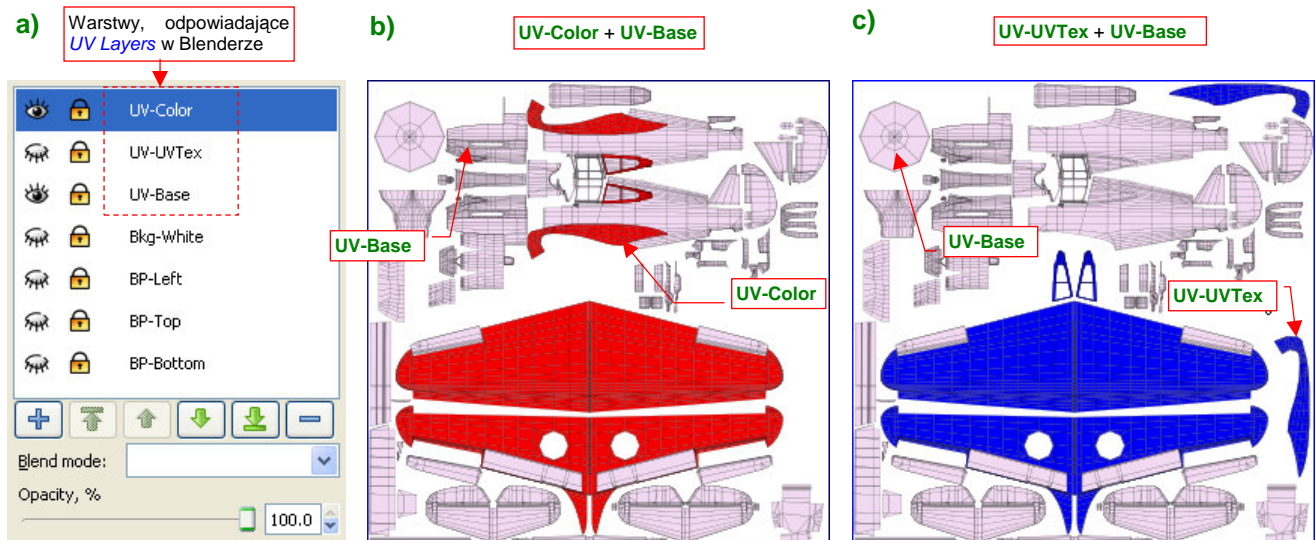 a)
Warstwy, odpowiadające
UV Layers w Blenderze
UV-Color
UV-UVTex
UV-Base
Bkg-White
BP-Left
BP-Top
BP-Bottom
Blend mode:
Opacity, %
100.0
b)
UV-Color + UV-Base
UV-Base
UV-Color
c)
UV-UVTex + UV-Base
UV-Base
UV-UVTex